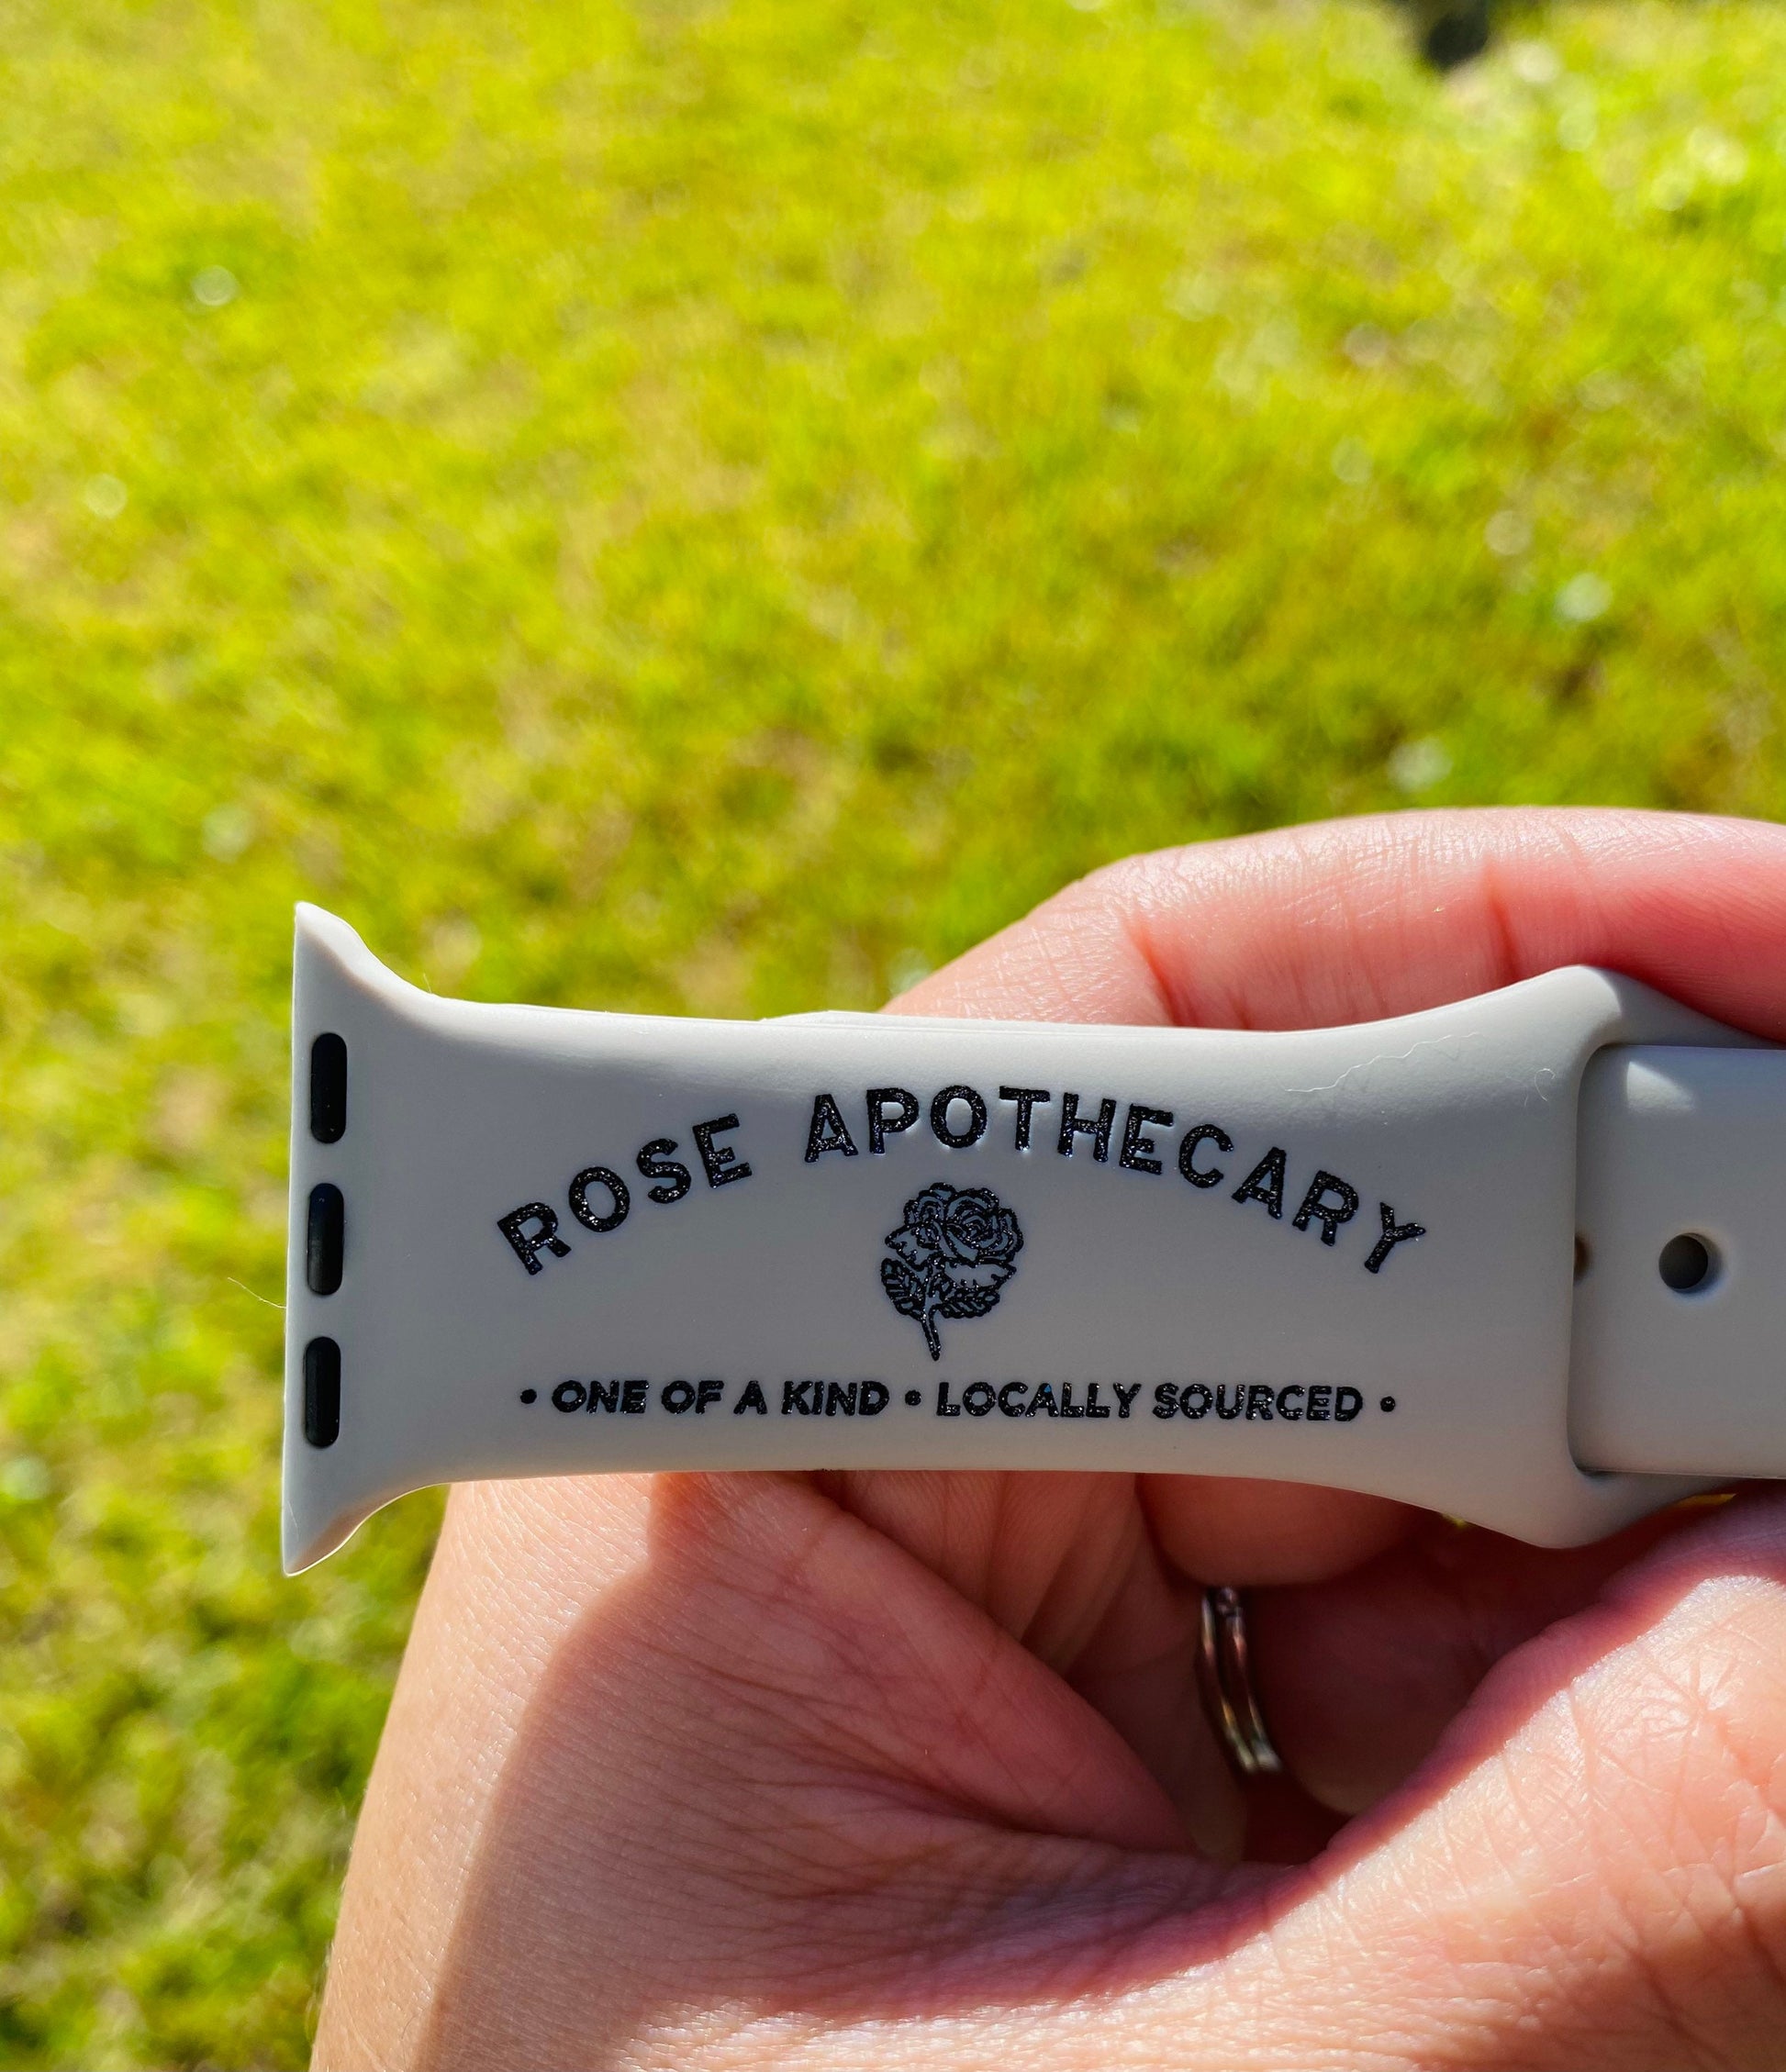 ROSE APOTHECARY
• ONE OF A KIND • LOCALLY SOURCED •